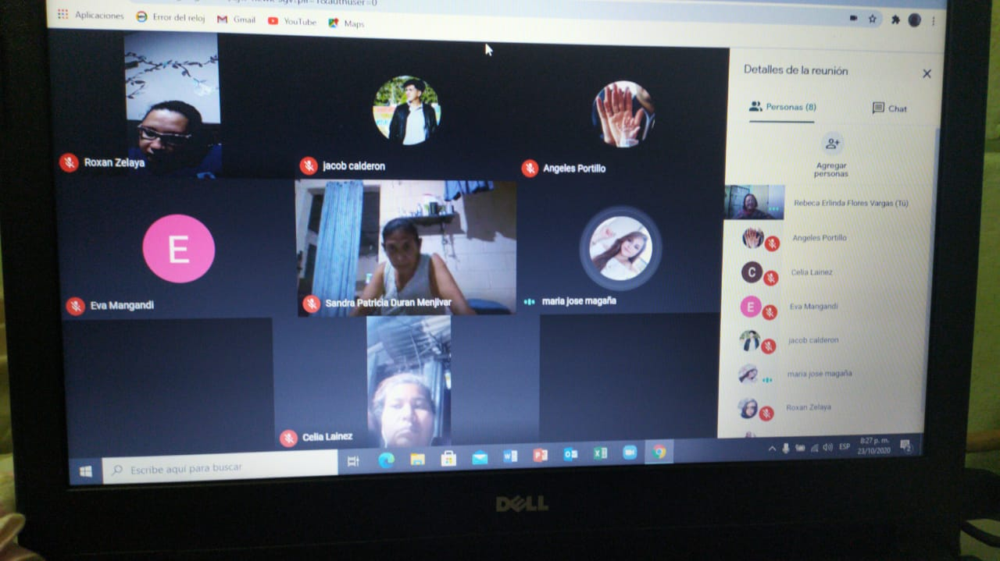 Aplicaciones
Error del reloj
Gmail
YouTube
Maps
Roxan Zelaya
jacob calderon
Angeles Portillo
E
Eva Mangandi
Sandra Patricia Duran Menjivar
maria jose magaña
Celia Lainez
Detalles de la reunión
Personas (8)
Chat
Agregar
personas
Rebeca Erlinda Flores Vargas (Tú)
Angeles Portillo
C
Celia Lainez
E
Eva Mangandi
jacob calderon
maria jose magaña
Roxan Zelaya
Escribe aquí para buscar
ESP
8:27 p. m.
23/10/2020
2
DELL